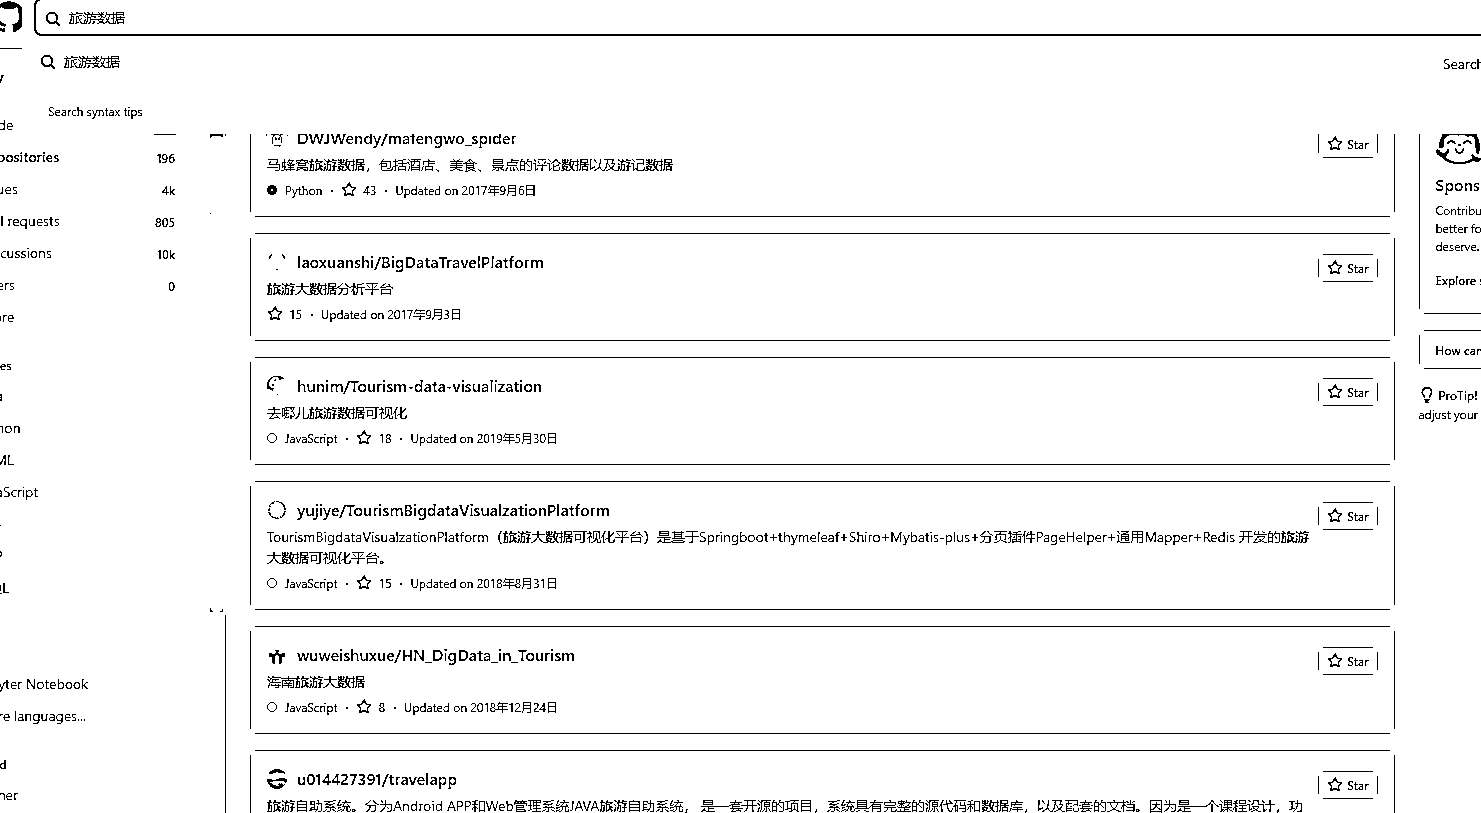 旅游数据
旅游数据
Search
Search syntax tips
DWJWendy/mafengwo_spider
Star
马蜂窝旅游数据，包括酒店、美食、景点的评论数据以及游记数据
Python · 43 · Updated on 2017年9月6日
196
4k
l requests 805
cussions 10k
0
laoxuanshi/BigDataTravelPlatform
Star
旅游大数据分析平台
15 · Updated on 2017年9月3日
hunim/Tourism-data-visualization
Star
去哪儿旅游数据可视化
JavaScript · 18 · Updated on 2019年5月30日
yujiye/TourismBigdataVisualzationPlatform
Star
TourismBigdataVisualzationPlatform（旅游大数据可视化平台）是基于Springboot+thymeleaf+Shiro+Mybatis-plus+分页插件PageHelper+通用Mapper+Redis 开发的旅游
大数据可视化平台。
JavaScript · 15 · Updated on 2018年8月31日
wuweishuxue/HN_DigData_in_Tourism
Star
海南旅游大数据
JavaScript · 8 · Updated on 2018年12月24日
u014427391/travelapp
Star
旅游自助系统。分为Android APP和Web管理系统JAVA旅游自助系统， 是一套开源的项目，系统具有完整的源代码和数据库，以及配套的文档。因为是一个课程设计，功
yter Notebook
re languages...
Spons
Contribu
better fo
deserve.
Explore
How can
ProTip!
adjust your